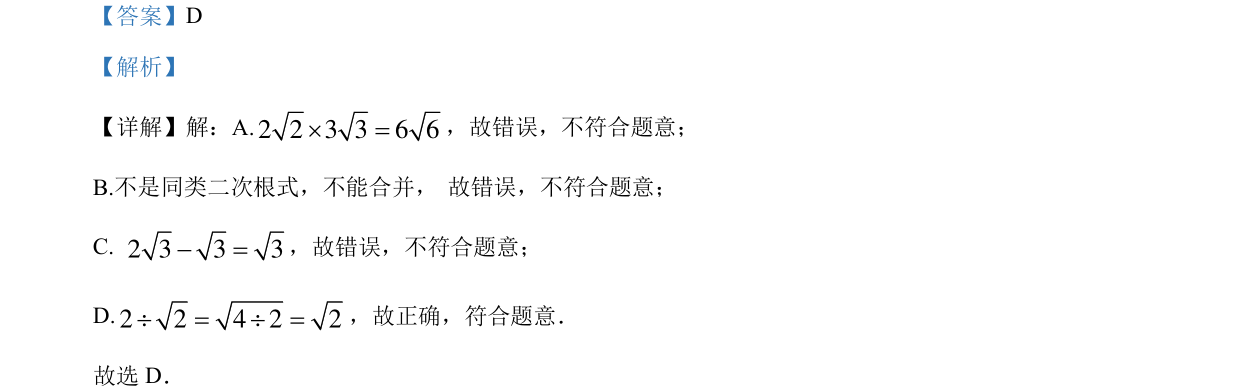 【答案】D
【解析】
【详解】解：A. 2√2×3√3=6√6，故错误，不符合题意；
B.不是同类二次根式，不能合并， 故错误，不符合题意；
C. 2√3−√3=√3，故错误，不符合题意；
D. 2÷√2=√(4÷2)=√2，故正确，符合题意．
故选 D．